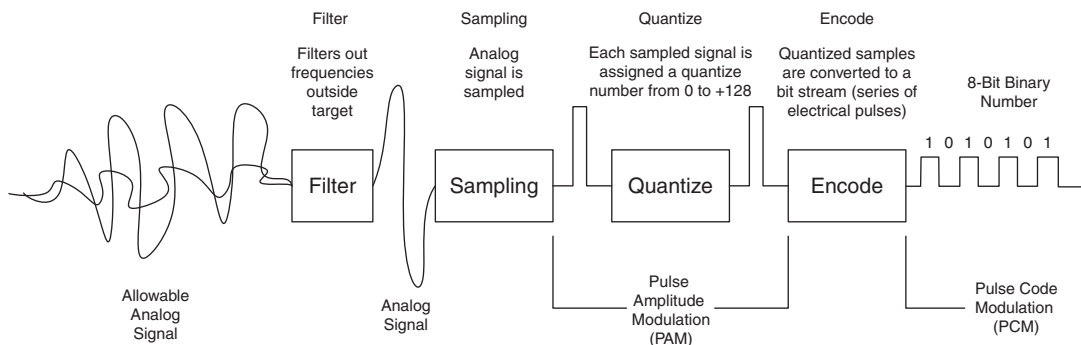 Filter
Filters out
frequencies
outside
target
Sampling
Analog
signal is
sampled
Quantize
Each sampled signal is
assigned a quantize
number from 0 to +128
Encode
Quantized samples
are converted to a
bit stream (series of
electrical pulses)
8-Bit Binary
Number
1 0 1 0 1 0 1
Filter
Sampling
Quantize
Encode
Allowable
Analog
Signal
Analog
Signal
Pulse
Amplitude
Modulation
(PAM)
Pulse Code
Modulation
(PCM)